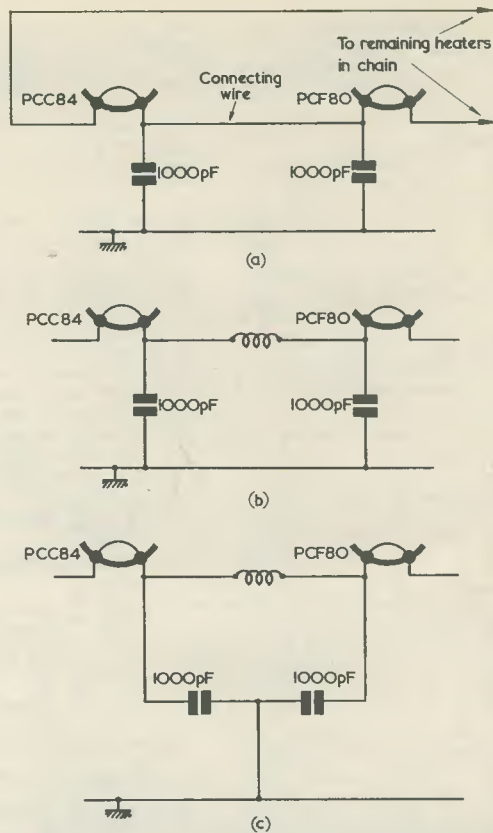 To remaining heaters
in chain
PCC84
Connecting
wire
PCF80
1000pF
1000pF
(a)
PCC84
PCF80
1000pF
1000pF
(b)
PCC84
PCF80
1000pF
1000pF
(c)